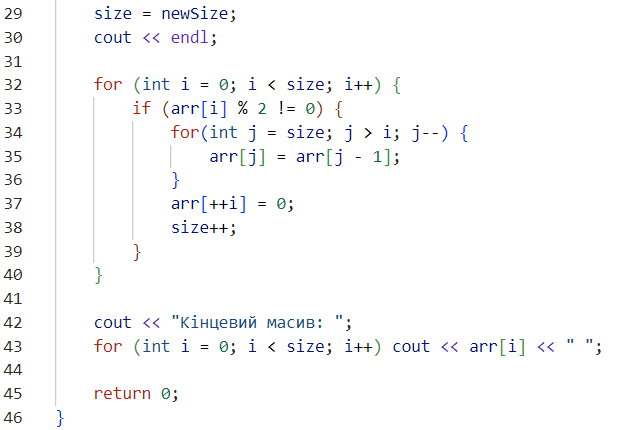 29 size = newSize;
30 cout << endl;
31
32 for (int i = 0; i < size; i++) {
33 if (arr[i] % 2 != 0) {
34 for(int j = size; j > i; j--) {
35 arr[j] = arr[j - 1];
36 }
37 arr[++i] = 0;
38 size++;
39 }
40 }
41
42 cout << "Кінцевий масив: ";
43 for (int i = 0; i < size; i++) cout << arr[i] << " ";
44
45 return 0;
46 }